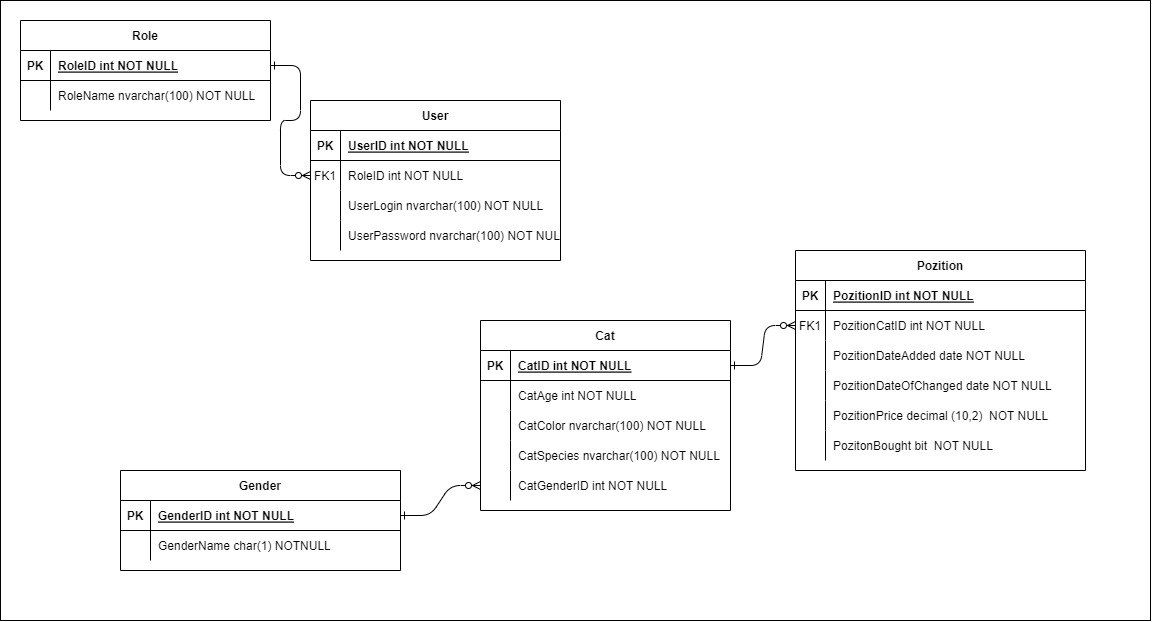 Role
PK RoleID int NOT NULL
RoleName nvarchar(100) NOT NULL
User
PK UserID int NOT NULL
FK1 RoleID int NOT NULL
UserLogin nvarchar(100) NOT NULL
UserPassword nvarchar(100) NOT NUL
Pozition
PK PozitionID int NOT NULL
FK1 PozitionCatID int NOT NULL
PozitionDateAdded date NOT NULL
PozitionDateOfChanged date NOT NULL
PozitionPrice decimal (10,2) NOT NULL
PozitonBought bit NOT NULL
Cat
PK CatID int NOT NULL
CatAge int NOT NULL
CatColor nvarchar(100) NOT NULL
CatSpecies nvarchar(100) NOT NULL
CatGenderID int NOT NULL
Gender
PK GenderID int NOT NULL
GenderName char(1) NOTNULL